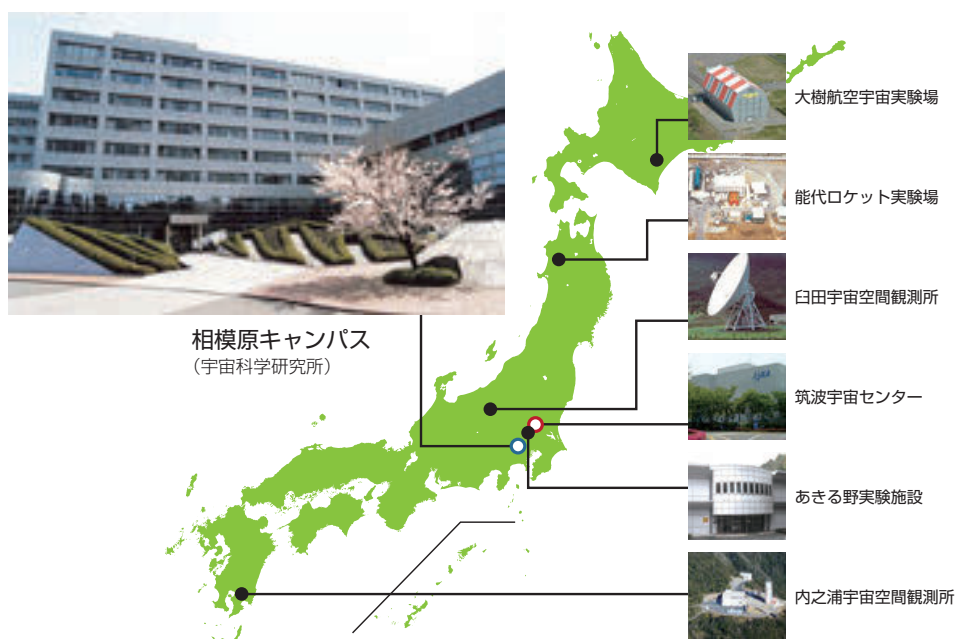 相模原キャンパス
（宇宙科学研究所）
大樹航空宇宙実験場
能代ロケット実験場
臼田宇宙空間観測所
筑波宇宙センター
あきる野実験施設
内之浦宇宙空間観測所